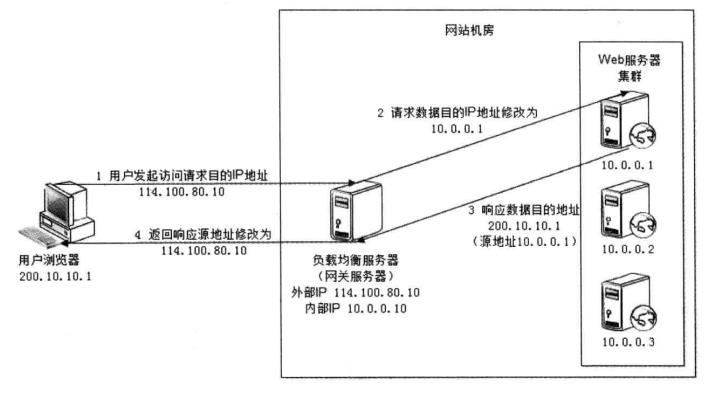 网站机房
Web服务器
集群
2 请求数据目的IP地址修改为
10.0.0.1
10.0.0.1
1 用户发起访问请求目的IP地址
114.100.80.10
3 响应数据目的地址
200.10.10.1
(源地址10.0.0.1)
4 返回响应源地址修改为
114.100.80.10
10.0.0.2
用户浏览器
200.10.10.1
负载均衡服务器
(网关服务器)
外部IP 114.100.80.10
内部IP 10.0.0.10
10.0.0.3